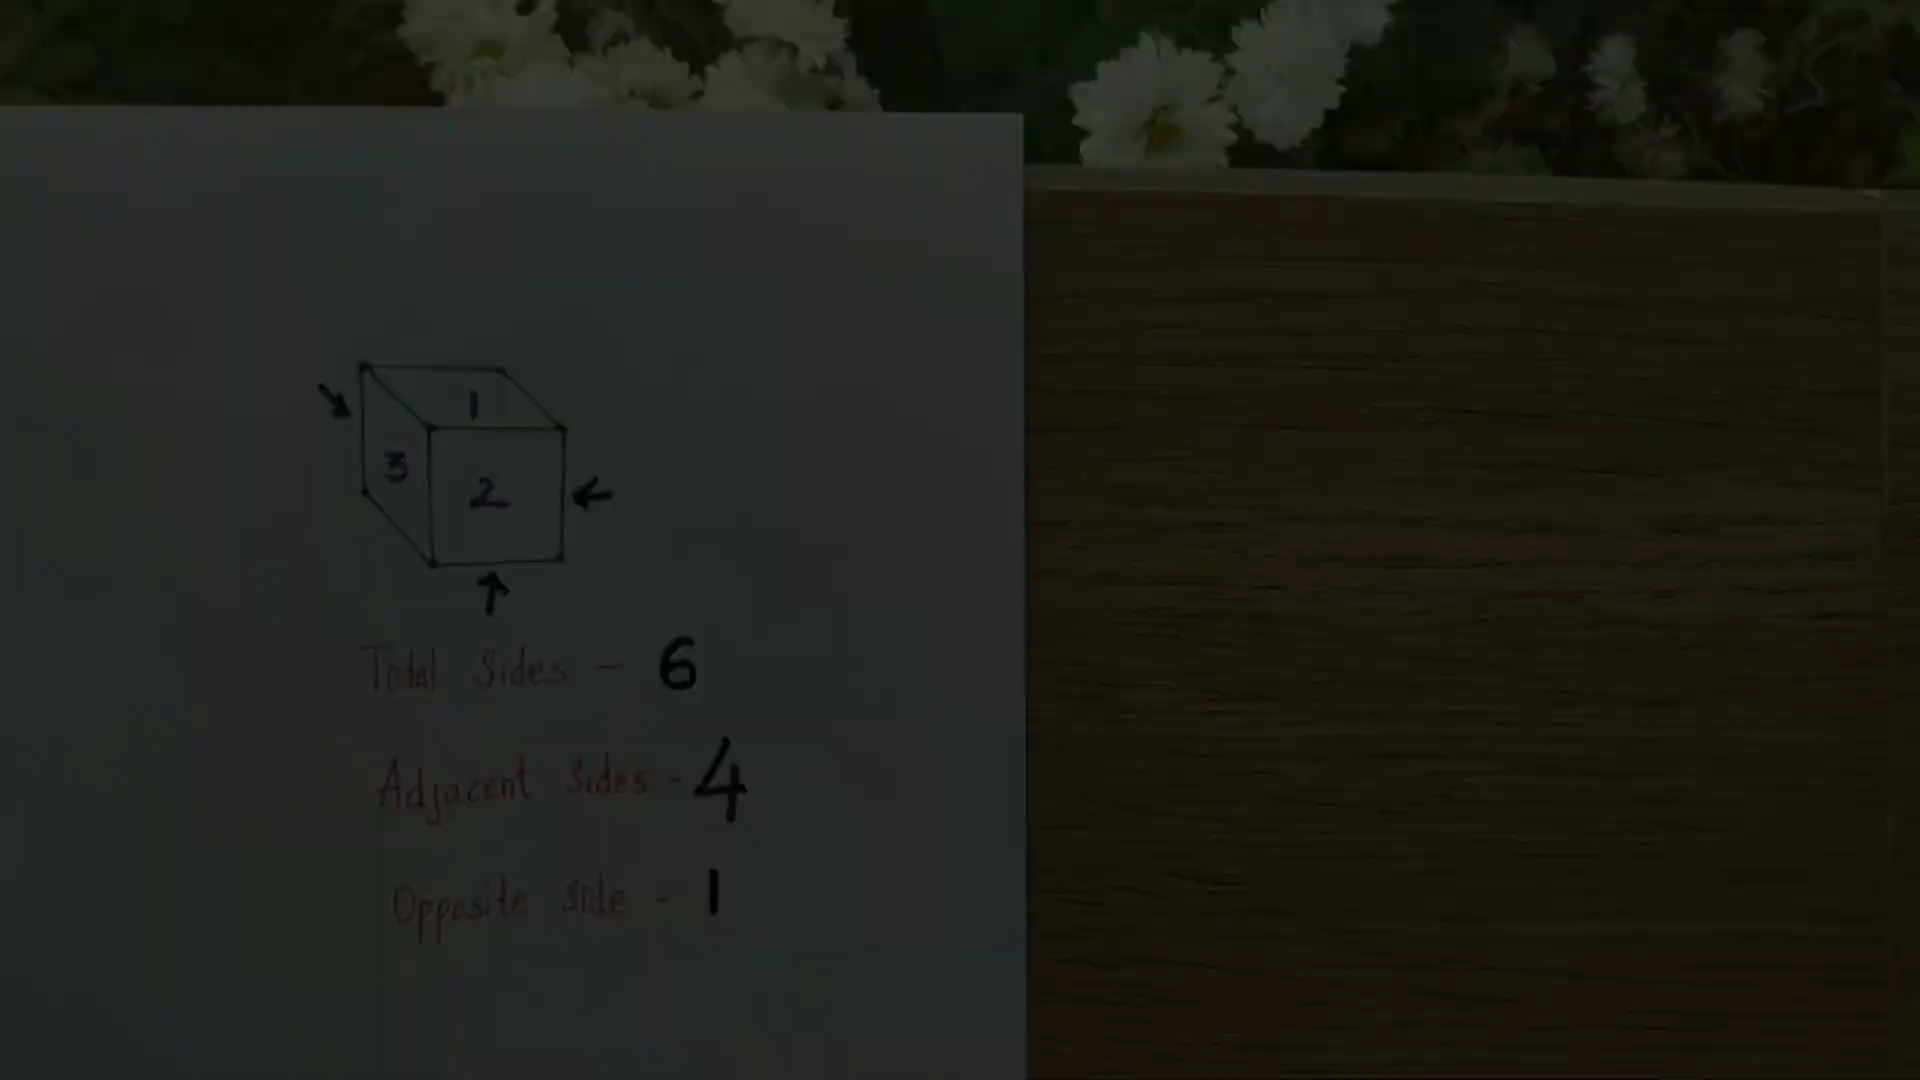 1
3
2
Total Sides - 6
Adjacent sides - 4
Opposite side - 1